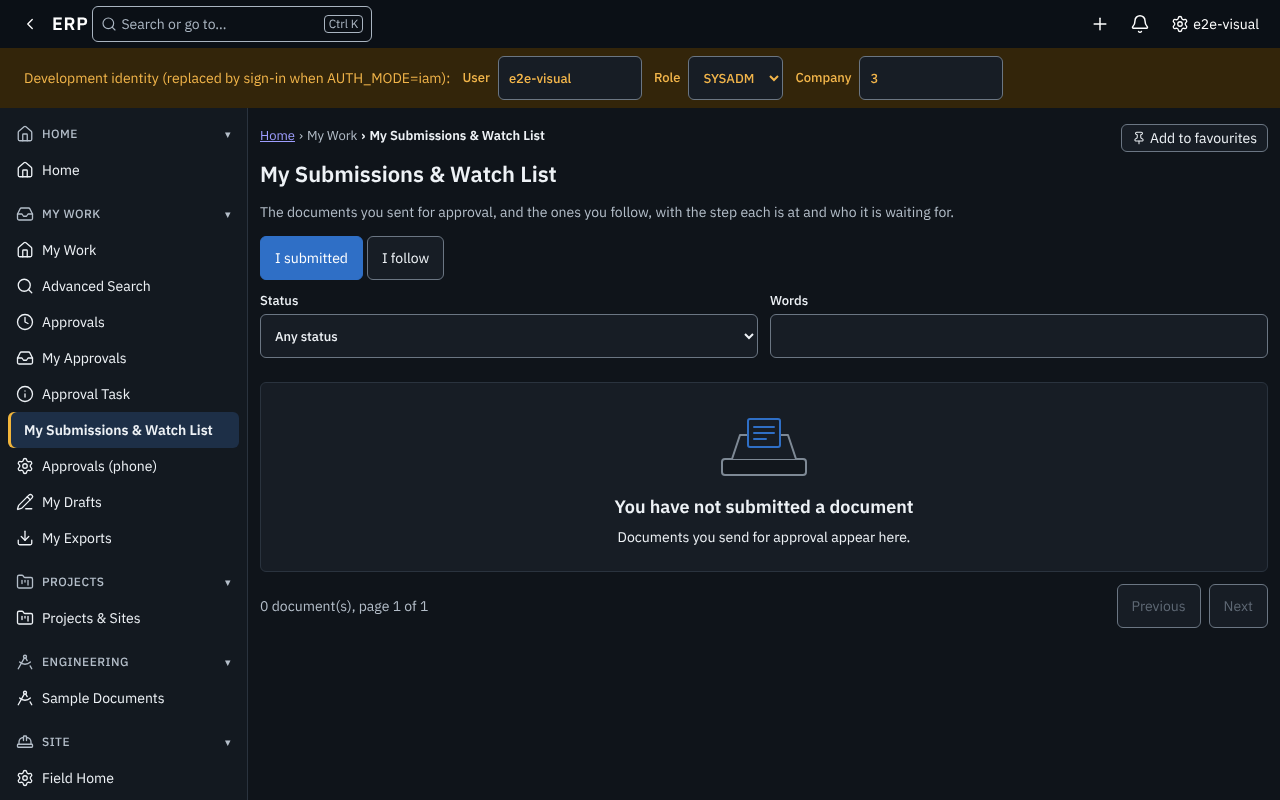 ERP Search or go to... Ctrl K e2e-visual
Development identity (replaced by sign-in when AUTH_MODE=iam): User e2e-visual Role SYSADM Company 3
HOME
Home
MY WORK
My Work
Advanced Search
Approvals
My Approvals
Approval Task
My Submissions & Watch List
Approvals (phone)
My Drafts
My Exports
PROJECTS
Projects & Sites
ENGINEERING
Sample Documents
SITE
Field Home
Home › My Work › My Submissions & Watch List
Add to favourites
My Submissions & Watch List
The documents you sent for approval, and the ones you follow, with the step each is at and who it is waiting for.
I submitted I follow
Status Words
Any status
You have not submitted a document
Documents you send for approval appear here.
0 document(s), page 1 of 1 Previous Next